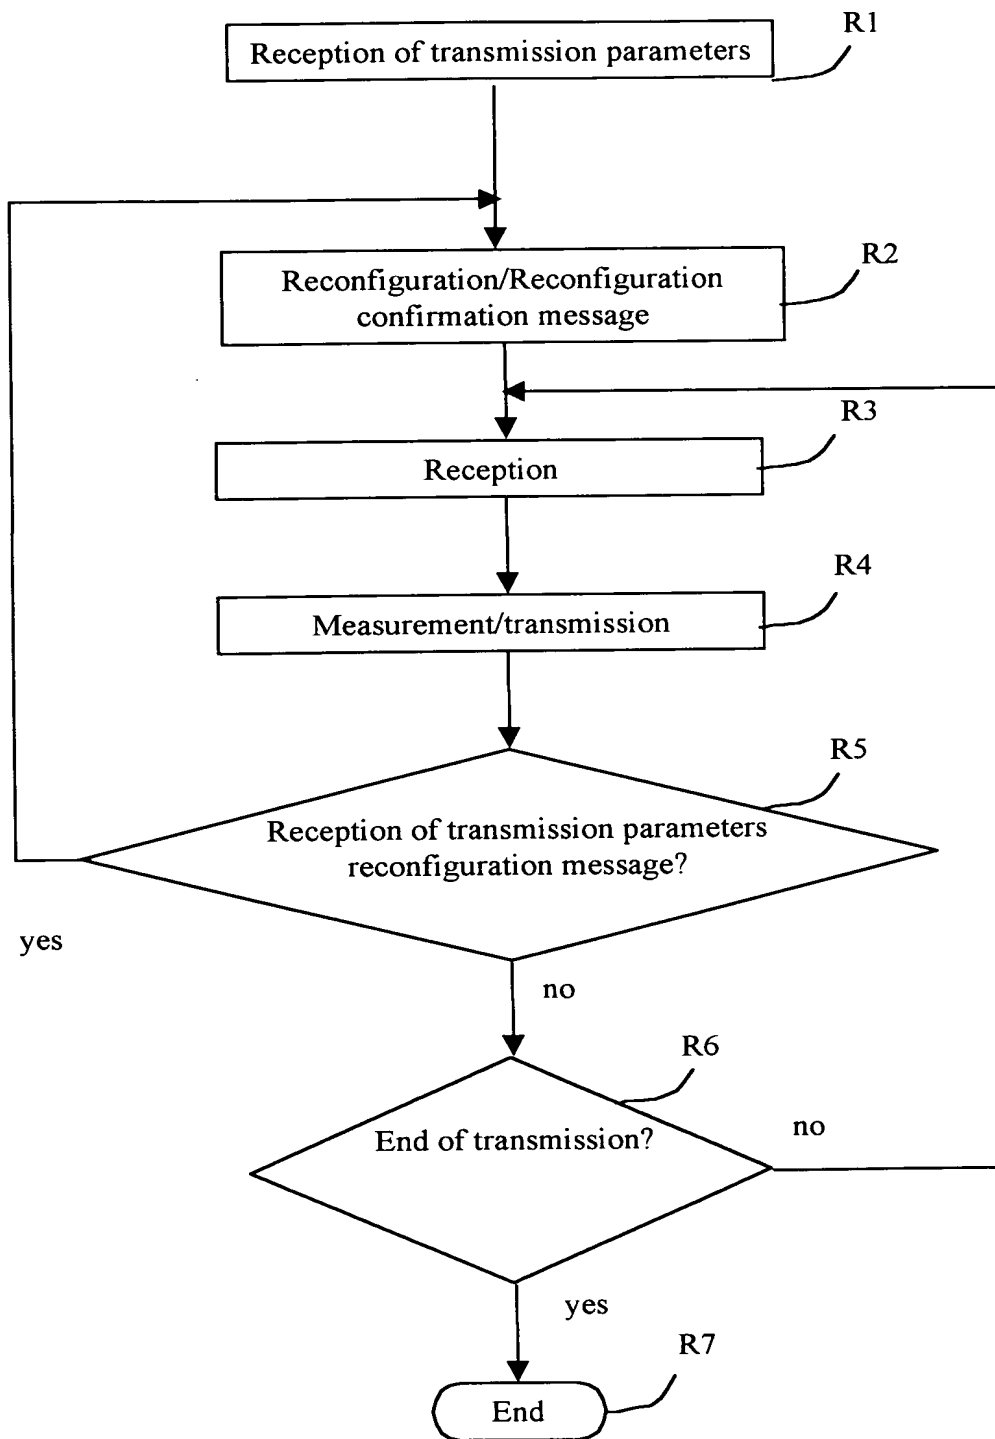 R1
Reception of transmission parameters
R2
Reconfiguration/Reconfiguration
confirmation message
R3
Reception
R4
Measurement/transmission
R5
Reception of transmission parameters
reconfiguration message?
yes
no
R6
End of transmission?
no
yes
R7
End